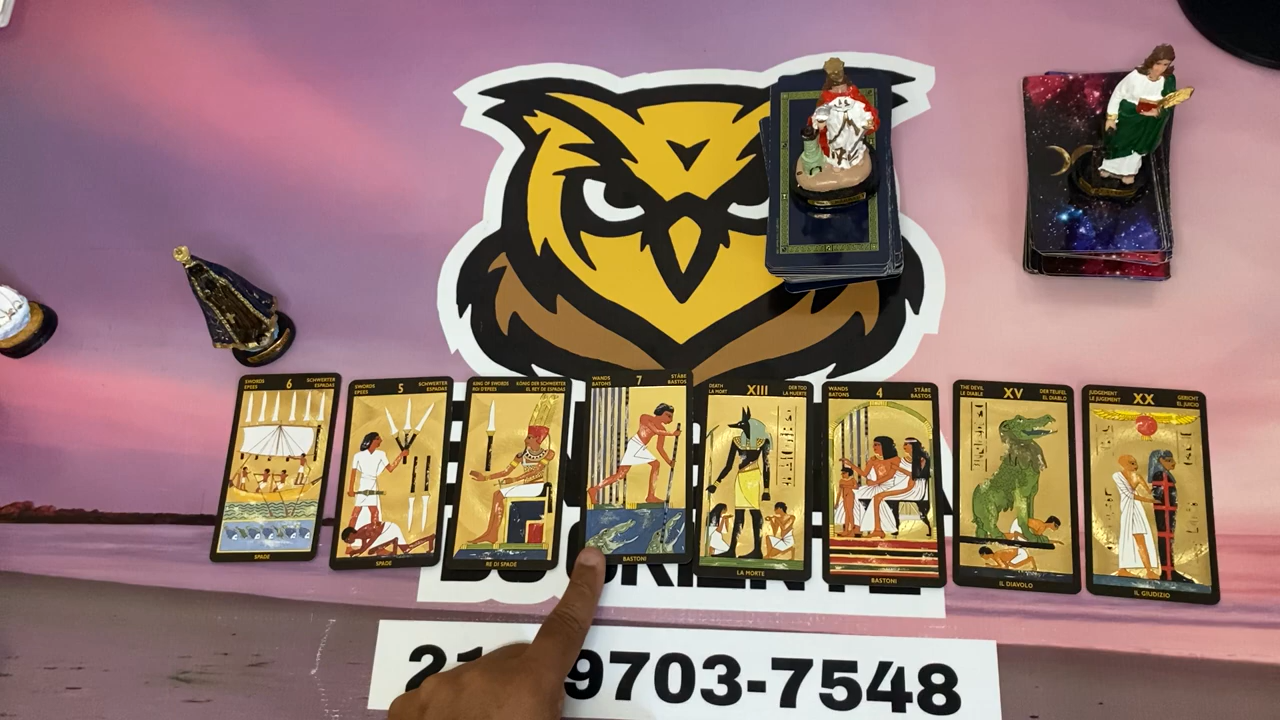 SWORDS
EPEES
6
SCHWERTER
ESPADAS
SPADE
SWORDS
EPEES
5
SCHWERTER
ESPADAS
SPADE
KING OF SWORDS
ROI D'EPEES
KÖNIG DER SCHWERTER
EL REY DE ESPADAS
RE DI SPADE
WANDS
BATONS
7
STÄBE
BASTOS
BASTONI
DEATH
LA MORT
XIII
DER TOD
LA MUERTE
LA MORTE
WANDS
BATONS
4
STÄBE
BASTOS
BASTONI
THE DEVIL
LE DIABLE
XV
DER TEUFEL
EL DIABLO
IL DIAVOLO
JUDGEMENT
LE JUGEMENT
XX
GERICHT
EL JUICIO
IL GIUDIZIO
9703-7548